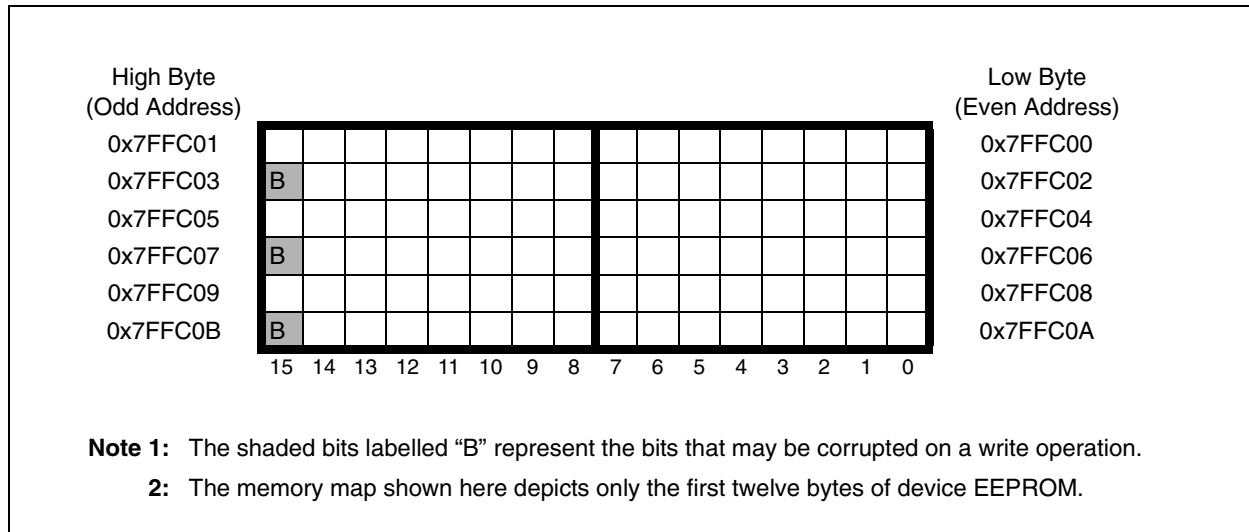 High Byte
(Odd Address)
Low Byte
(Even Address)
0x7FFC01 0x7FFC00
0x7FFC03 B 0x7FFC02
0x7FFC05 0x7FFC04
0x7FFC07 B 0x7FFC06
0x7FFC09 0x7FFC08
0x7FFC0B B 0x7FFC0A
15 14 13 12 11 10 9 8 7 6 5 4 3 2 1 0
Note 1: The shaded bits labelled “B” represent the bits that may be corrupted on a write operation.
2: The memory map shown here depicts only the first twelve bytes of device EEPROM.